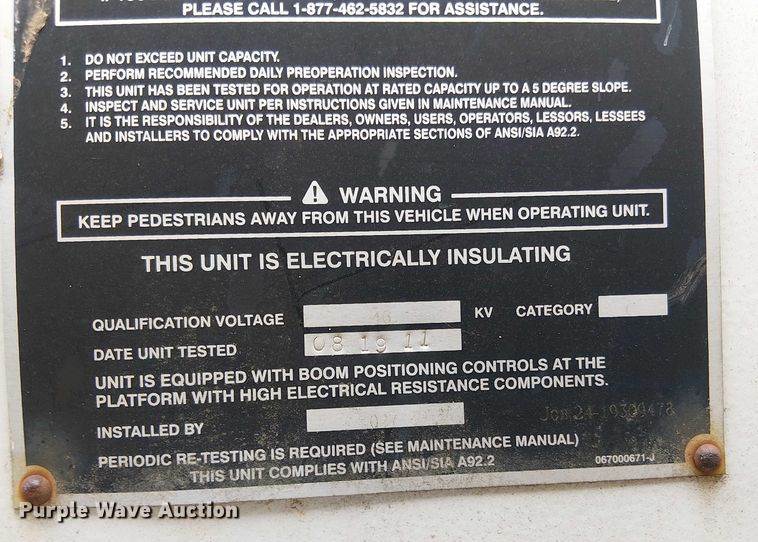 PLEASE CALL 1-877-462-5832 FOR ASSISTANCE.
1. DO NOT EXCEED UNIT CAPACITY.
2. PERFORM RECOMMENDED DAILY PREOPERATION INSPECTION.
3. THIS UNIT HAS BEEN TESTED FOR OPERATION AT RATED CAPACITY UP TO A 5 DEGREE SLOPE.
4. INSPECT AND SERVICE UNIT PER INSTRUCTIONS GIVEN IN MAINTENANCE MANUAL.
5. IT IS THE RESPONSIBILITY OF THE DEALERS, OWNERS, USERS, OPERATORS, LESSORS, LESSEES
AND INSTALLERS TO COMPLY WITH THE APPROPRIATE SECTIONS OF ANSI/SIA A92.2.
WARNING
KEEP PEDESTRIANS AWAY FROM THIS VEHICLE WHEN OPERATING UNIT.
THIS UNIT IS ELECTRICALLY INSULATING
QUALIFICATION VOLTAGE 46 KV CATEGORY C
DATE UNIT TESTED 08 19 11
UNIT IS EQUIPPED WITH BOOM POSITIONING CONTROLS AT THE
PLATFORM WITH HIGH ELECTRICAL RESISTANCE COMPONENTS.
INSTALLED BY
PERIODIC RE-TESTING IS REQUIRED (SEE MAINTENANCE MANUAL)
THIS UNIT COMPLIES WITH ANSI/SIA A92.2
067000671-J
Purple Wave Auction